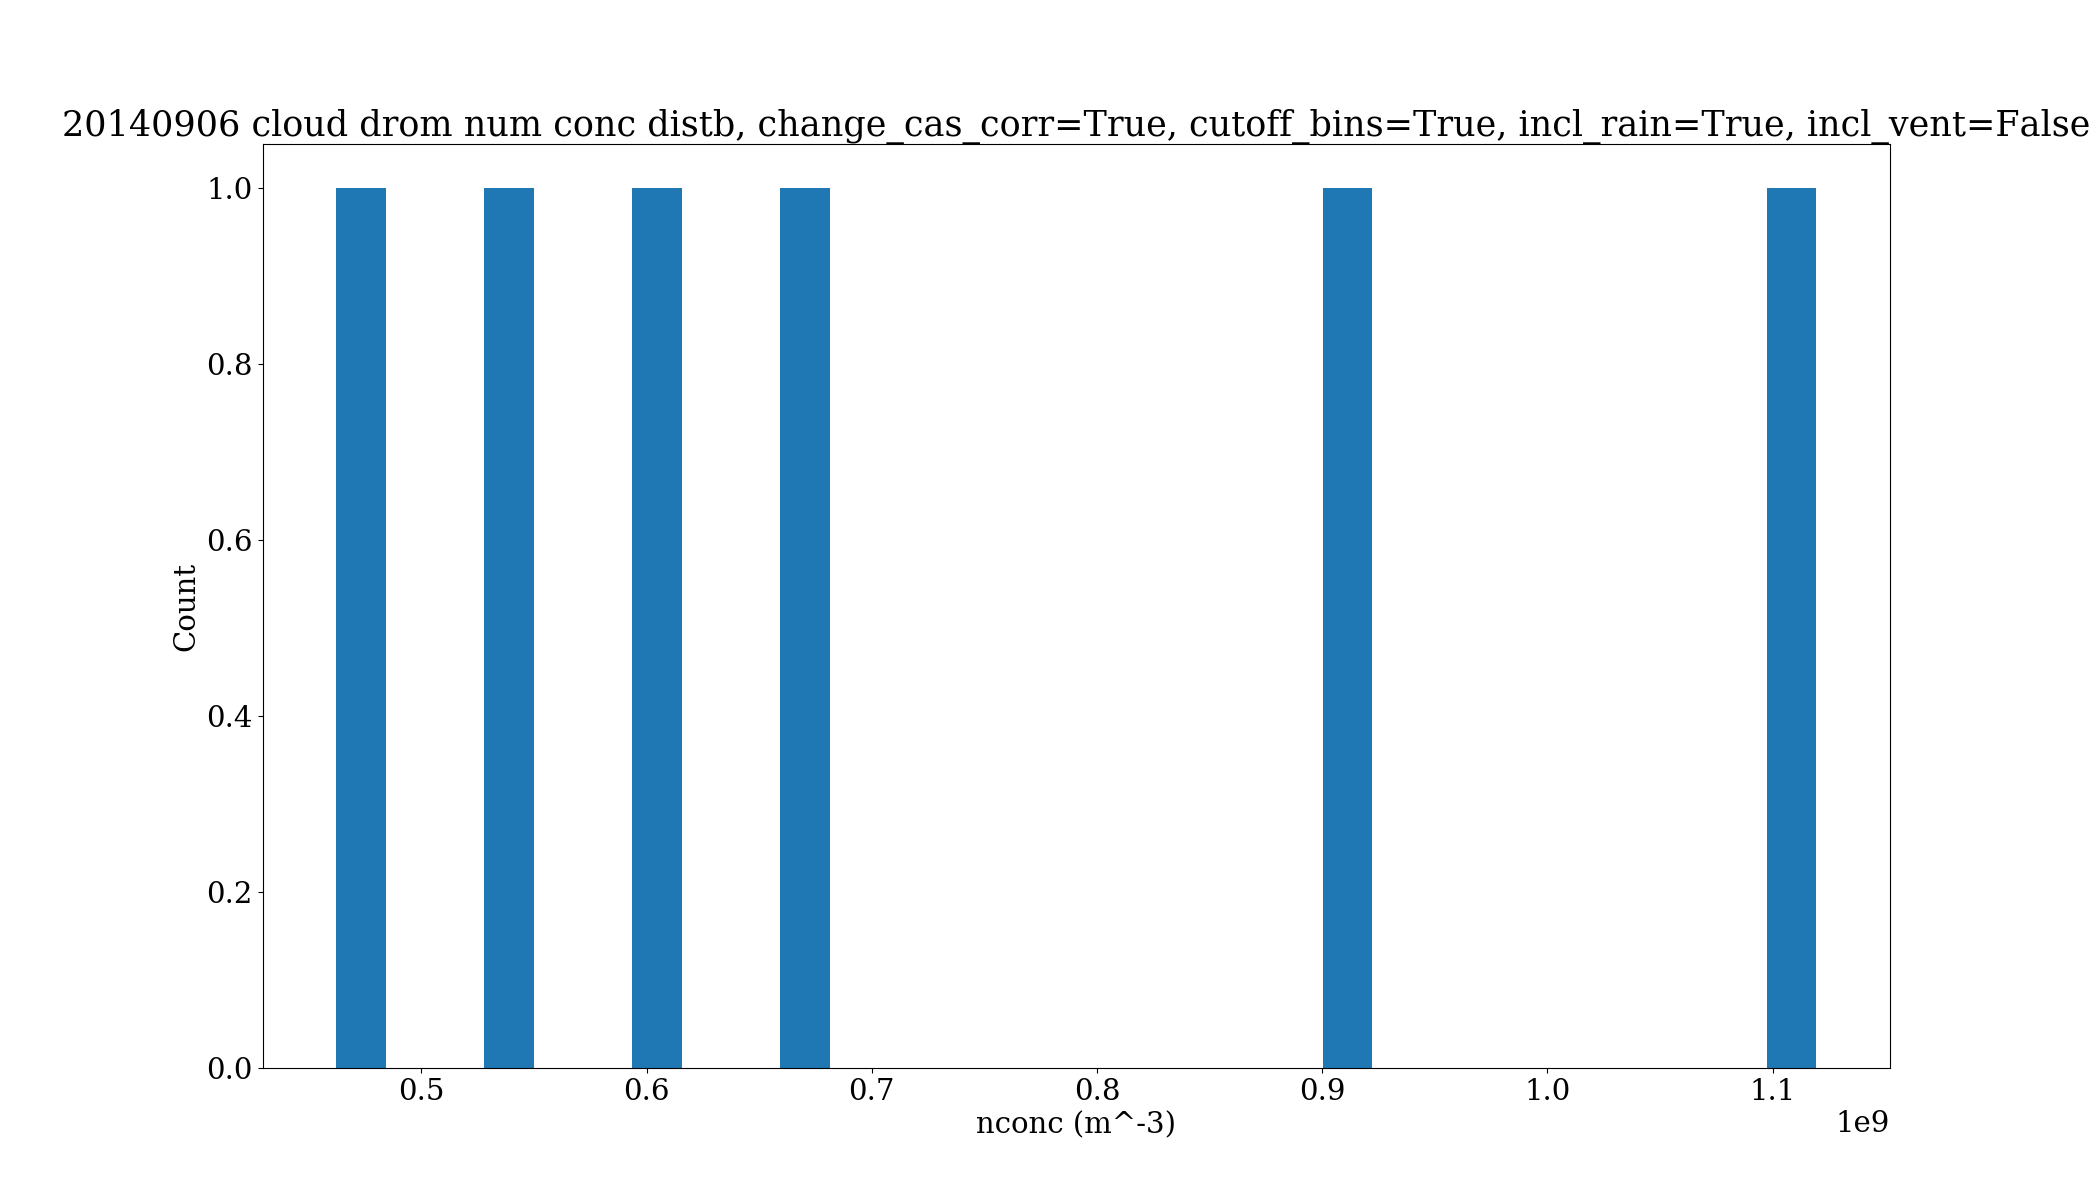 20140906 cloud drom num conc distb, change_cas_corr=True, cutoff_bins=True, incl_rain=True, incl_vent=False
1.0
0.8
0.6
0.4
0.2
0.0
Count
0.5 0.6 0.7 0.8 0.9 1.0 1.1
nconc (m^-3)
1e9